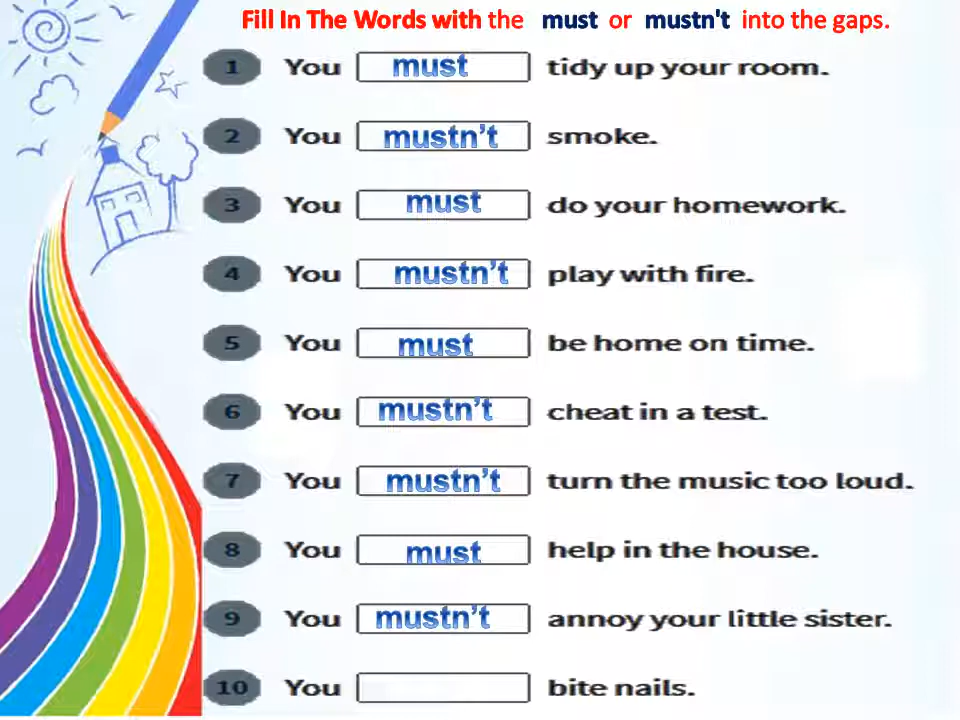 Fill In The Words with the must or mustn't into the gaps.
1 You must tidy up your room.
2 You mustn't smoke.
3 You must do your homework.
4 You mustn't play with fire.
5 You must be home on time.
6 You mustn't cheat in a test.
7 You mustn't turn the music too loud.
8 You must help in the house.
9 You mustn't annoy your little sister.
10 You bite nails.